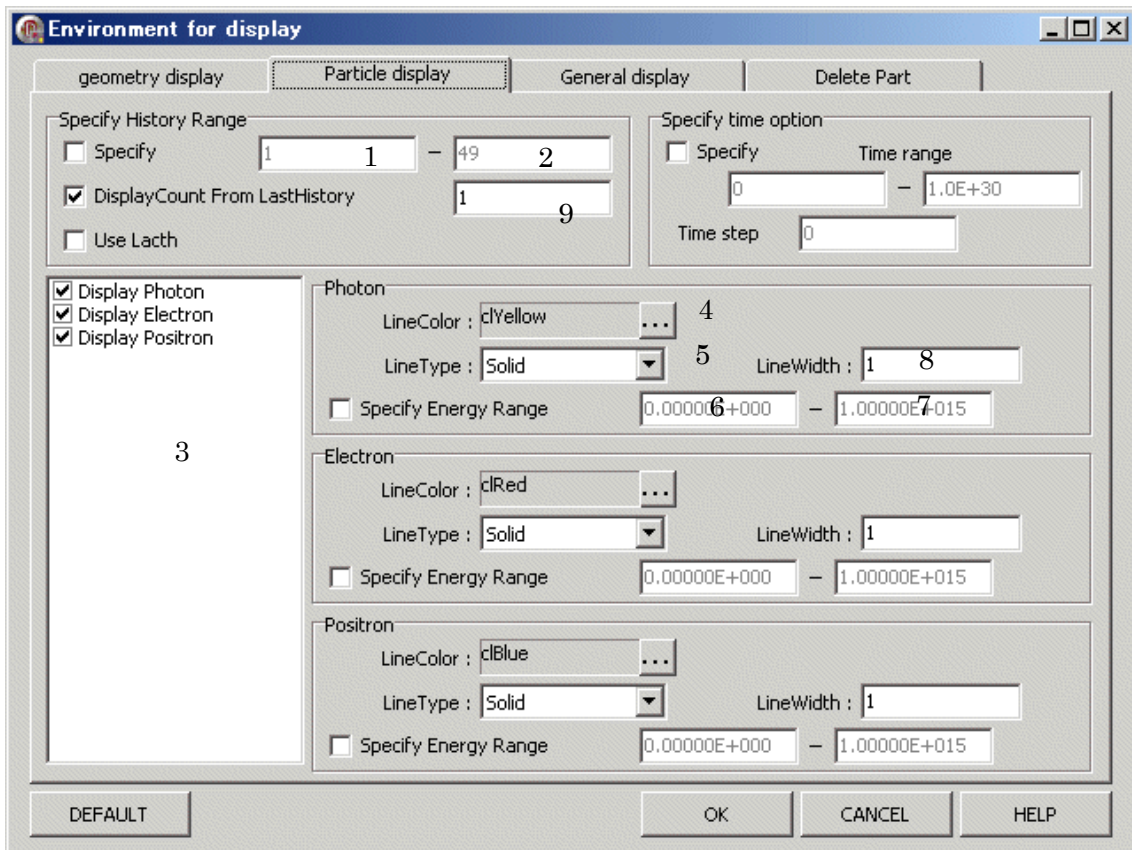 Environment for display
geometry display Particle display General display Delete Part
Specify History Range
Specify 1 1 – 49 2
DisplayCount From LastHistory 1 9
Use Lacth
Specify time option
Specify Time range
0 – 1.0E+30
Time step 0
Display Photon
Display Electron
Display Positron
3
Photon
LineColor : clYellow ... 4
LineType : Solid 5 LineWidth : 1 8
Specify Energy Range 0.00000E+000 6 – 1.00000E+015 7
Electron
LineColor : clRed ...
LineType : Solid LineWidth : 1
Specify Energy Range 0.00000E+000 – 1.00000E+015
Positron
LineColor : clBlue ...
LineType : Solid LineWidth : 1
Specify Energy Range 0.00000E+000 – 1.00000E+015
DEFAULT OK CANCEL HELP